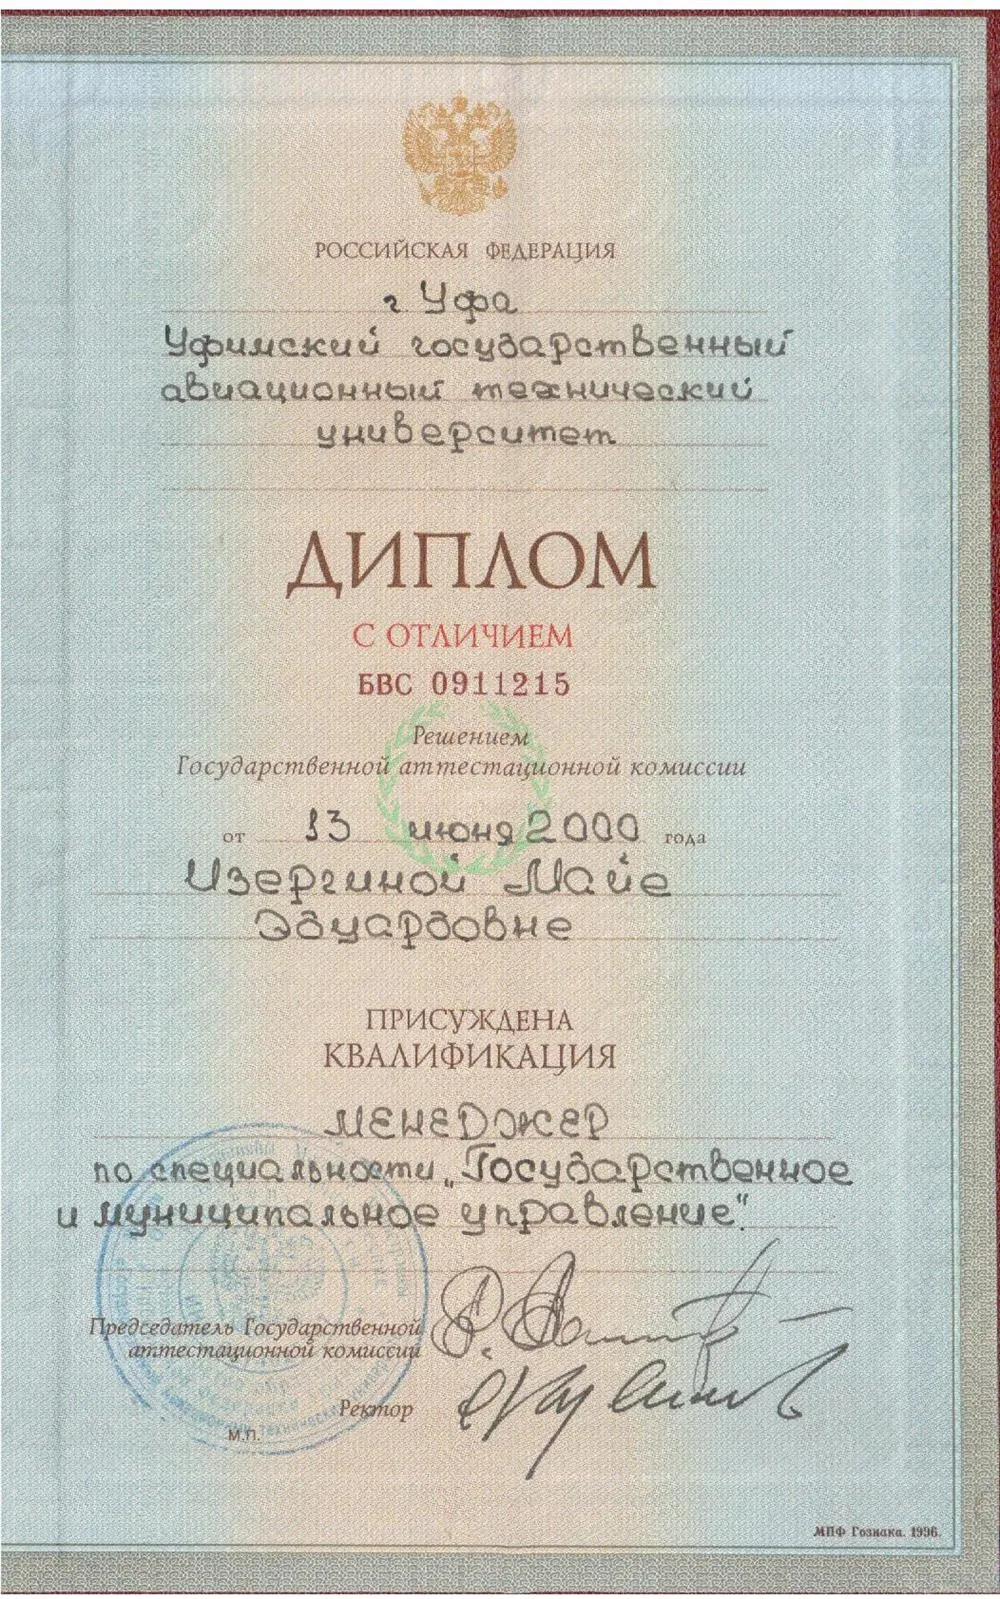 РОССИЙСКАЯ ФЕДЕРАЦИЯ
г. Уфа
Уфимский государственный
авиационный технический
университет
ДИПЛОМ
С ОТЛИЧИЕМ
БВС 0911215
Решением
Государственной аттестационной комиссии
от 13 июня 2000 года
Изергиной Майе
Эдуардовне
ПРИСУЖДЕНА
КВАЛИФИКАЦИЯ
МЕНЕДЖЕР
по специальности „Государственное
и муниципальное управление".
Председатель Государственной
аттестационной комиссии
Ректор
М.П.
МПФ Гознака. 1996.